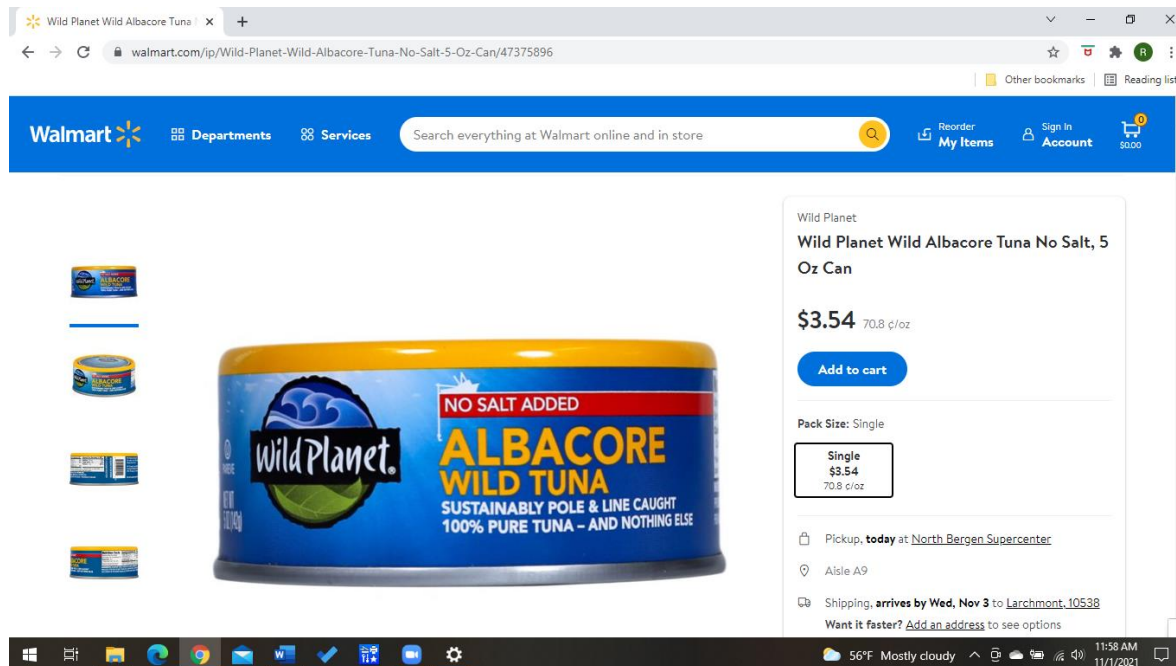 Wild Planet Wild Albacore Tuna
walmart.com/ip/Wild-Planet-Wild-Albacore-Tuna-No-Salt-5-Oz-Can/47375896
R
Other bookmarks
Reading list
Walmart
Departments
Services
Search everything at Walmart online and in store
Reorder
My Items
Sign In
Account
0
$0.00
NO SALT ADDED
Wild Planet®
ALBACORE
WILD TUNA
SUSTAINABLY POLE & LINE CAUGHT
100% PURE TUNA – AND NOTHING ELSE
NET WT
5 OZ (142g)
Wild Planet
Wild Planet Wild Albacore Tuna No Salt, 5
Oz Can
$3.54 70.8 ¢/oz
Add to cart
Pack Size: Single
Single
$3.54
70.8 ¢/oz
Pickup, today at North Bergen Supercenter
Aisle A9
Shipping, arrives by Wed, Nov 3 to Larchmont, 10538
Want it faster? Add an address to see options
56°F Mostly cloudy
11:58 AM
11/1/2021